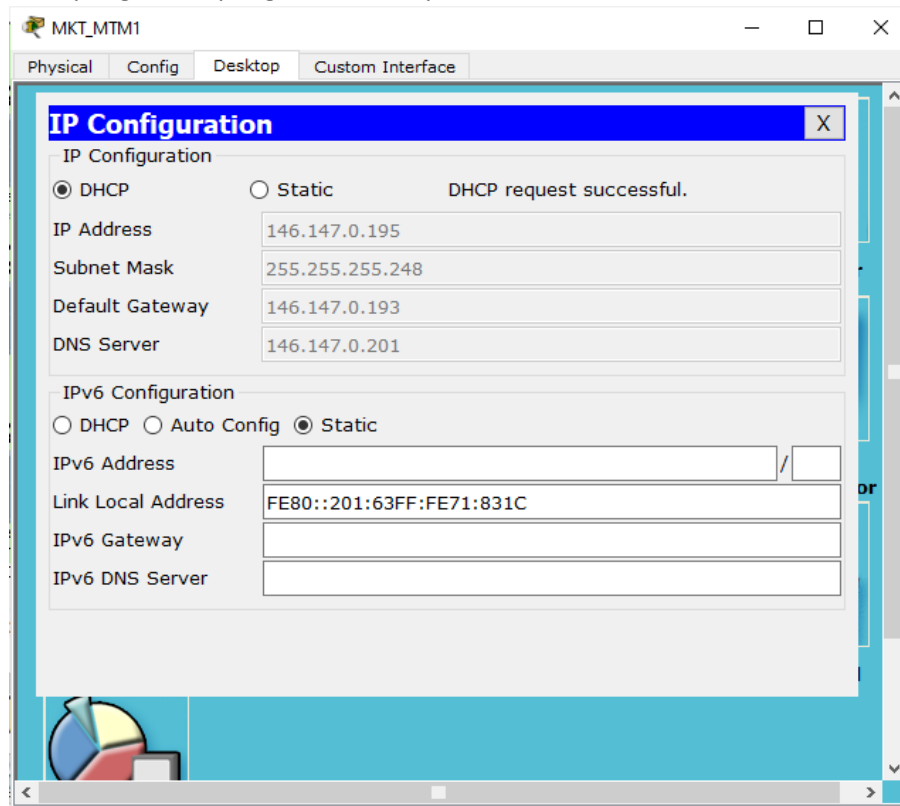 MKT_MTM1
Physical Config Desktop Custom Interface
IP Configuration X
IP Configuration
DHCP Static DHCP request successful.
IP Address 146.147.0.195
Subnet Mask 255.255.255.248
Default Gateway 146.147.0.193
DNS Server 146.147.0.201
IPv6 Configuration
DHCP Auto Config Static
IPv6 Address /
Link Local Address FE80::201:63FF:FE71:831C
IPv6 Gateway
IPv6 DNS Server
or